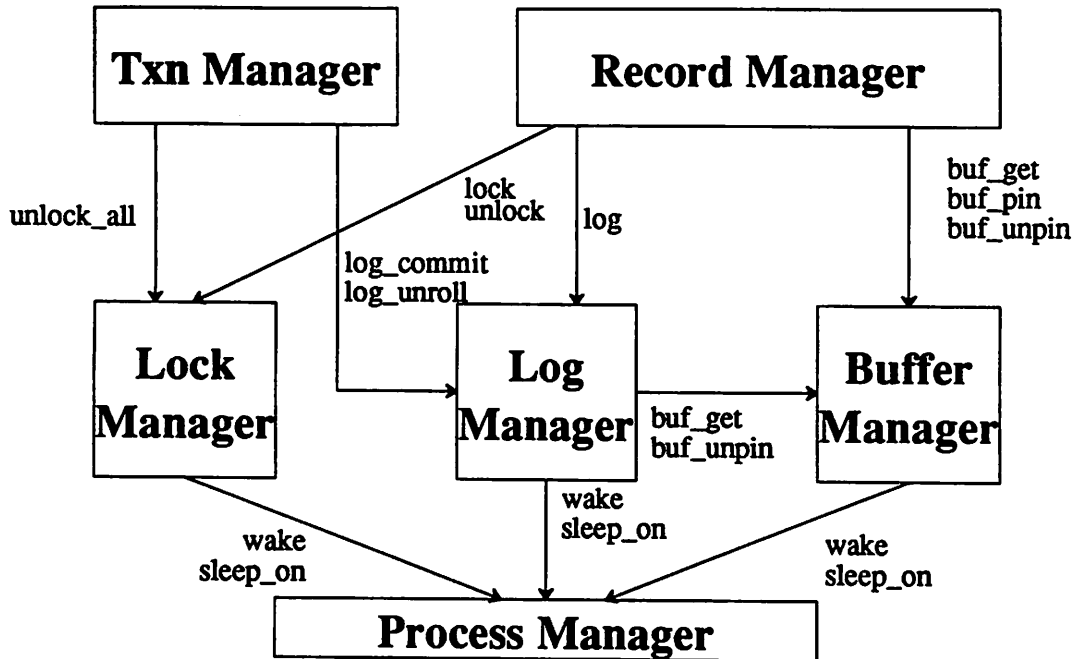 Txn Manager
Record Manager
unlock_all
lock
unlock
log
buf_get
buf_pin
buf_unpin
log_commit
log_unroll
Lock
Manager
Log
Manager
buf_get
buf_unpin
Buffer
Manager
wake
sleep_on
wake
sleep_on
wake
sleep_on
Process Manager